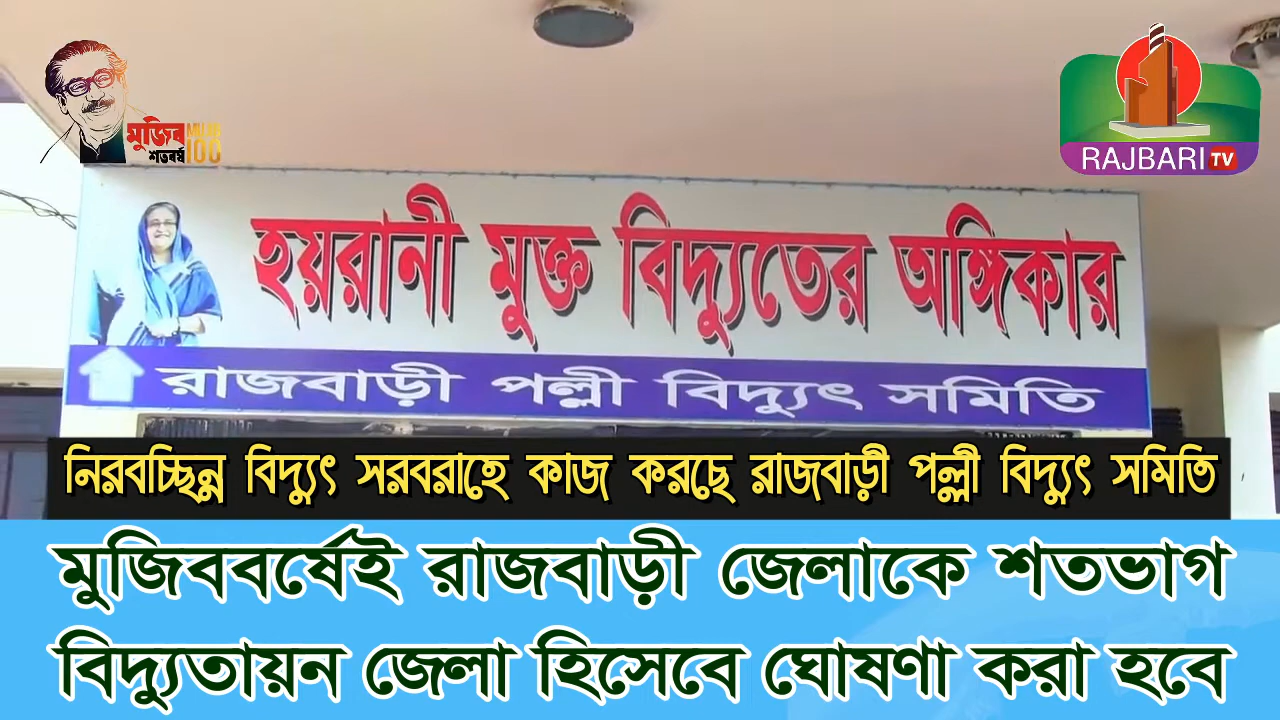 মুজিব
শতবর্ষ
100
RAJBARI TV
হয়রানী মুক্ত বিদ্যুতের অঙ্গিকার
রাজবাড়ী পল্লী বিদ্যুৎ সমিতি
নিরবচ্ছিন্ন বিদ্যুৎ সরবরাহে কাজ করছে রাজবাড়ী পল্লী বিদ্যুৎ সমিতি
মুজিববর্ষেই রাজবাড়ী জেলাকে শতভাগ
বিদ্যুতায়ন জেলা হিসেবে ঘোষণা করা হবে